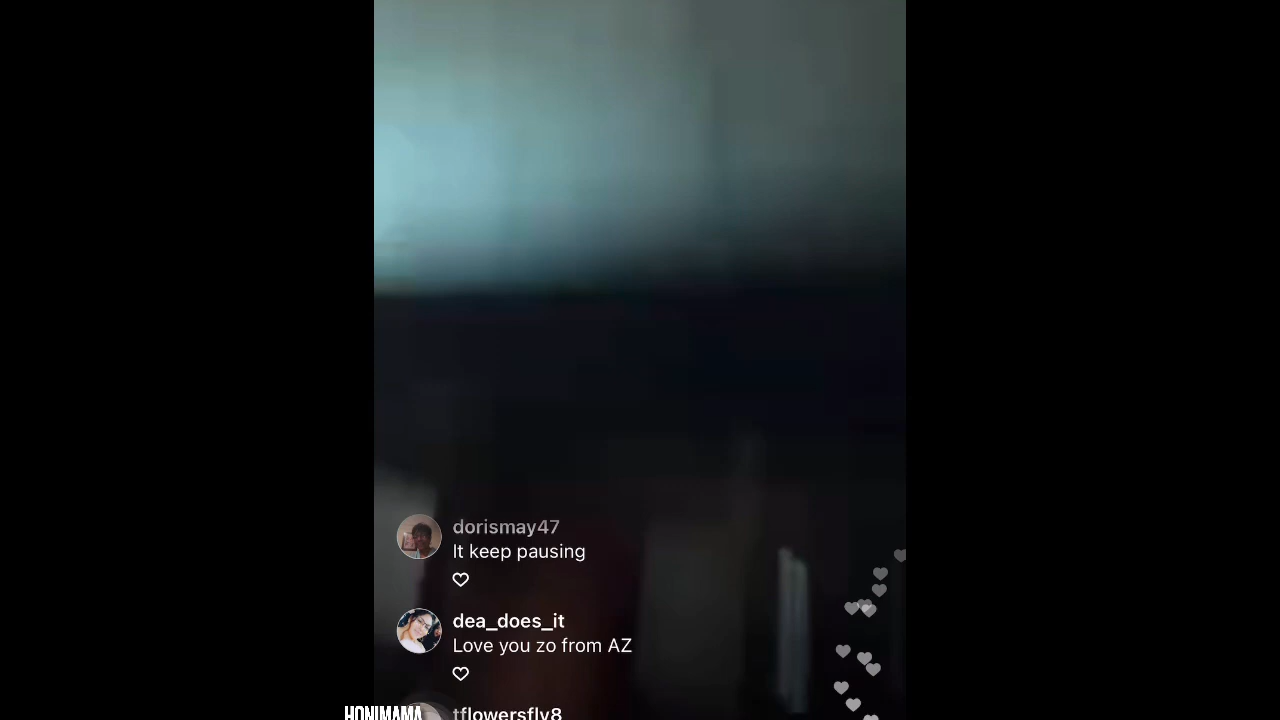 dorismay47
It keep pausing
dea_does_it
Love you zo from AZ
HONIMAMA
tflowersfly8